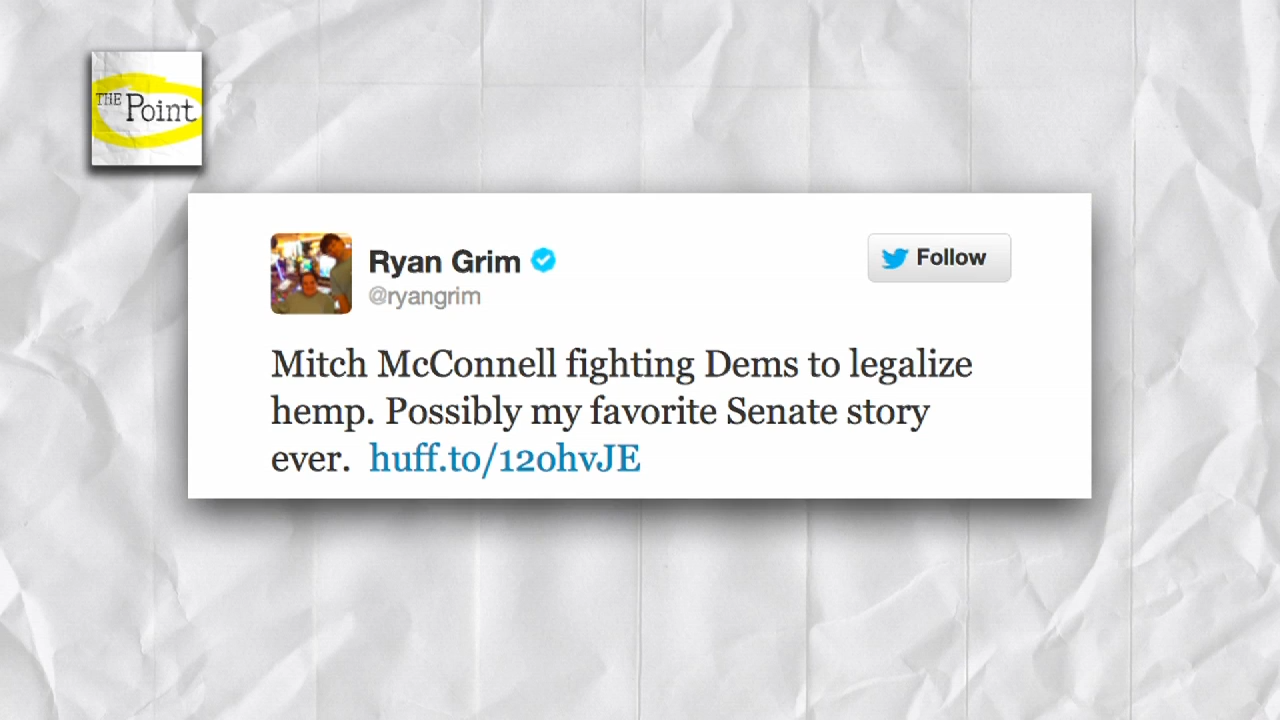 THE Point
Ryan Grim
@ryangrim
Follow
Mitch McConnell fighting Dems to legalize
hemp. Possibly my favorite Senate story
ever. huff.to/12ohvJE